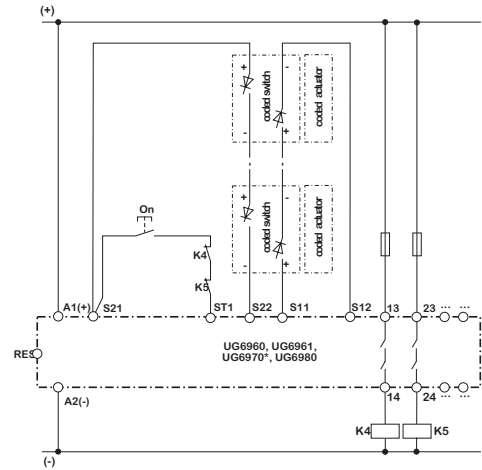 (+)
+ -
coded switch
coded actuator
- +
+ -
coded switch
coded actuator
- +
On
K4
K5
A1(+) S21 ST1 S22 S11 S12 13 23 ... ...
UG6960, UG6961,
UG6970*, UG6980
RES
A2(-) 14 24 ... ...
K4 K5
(-)